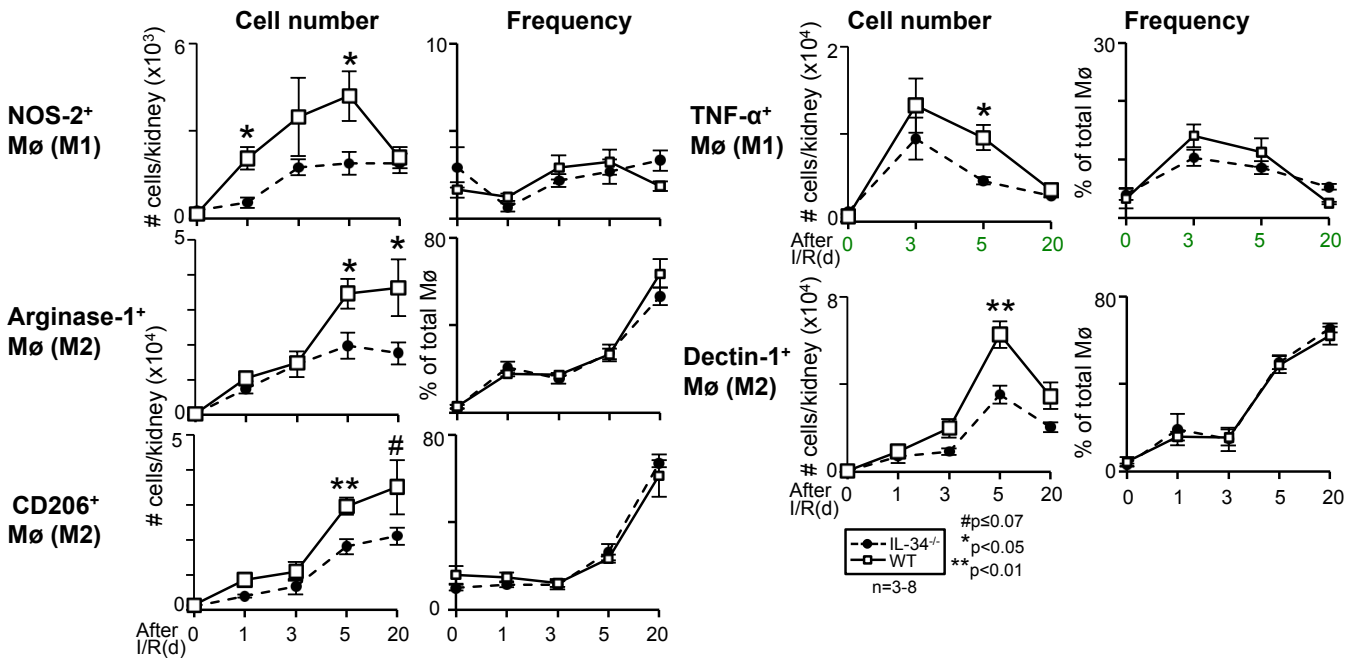 Cell number
Frequency
Cell number
Frequency
NOS-2⁺
Mø (M1)
# cells/kidney (x10³)
6
0
10
0
TNF-α⁺
Mø (M1)
# cells/kidney (x10⁴)
2
1
0
% of total Mø
30
0
After
I/R(d)
0 3 5 20
0 3 5 20
*
*
*
Arginase-1⁺
Mø (M2)
# cells/kidney (x10⁴)
5
0
*
*
% of total Mø
80
0
Dectin-1⁺
Mø (M2)
# cells/kidney (x10⁴)
8
4
0
**
% of total Mø
80
0
After
I/R(d)
0 1 3 5 20
0 1 3 5 20
CD206⁺
Mø (M2)
5
0
**
#
80
0
After
I/R(d)
0 1 3 5 20
0 1 3 5 20
IL-34⁻/⁻
WT
n=3-8
#p≤0.07
*p<0.05
**p<0.01